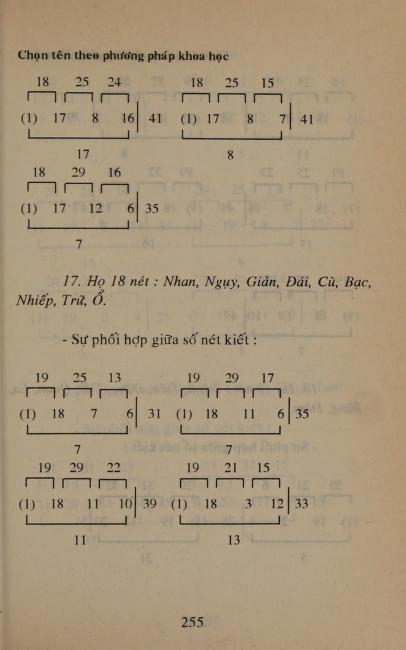 Chọn tên theo phương pháp khoa học
18 25 24 18 25 15
(1) 17 8 16 41 (1) 17 8 7 41
17 8
18 29 16
(1) 17 12 6 35
7
17. Họ 18 nét : Nhan, Ngụy, Giản, Đái, Cù, Bạc,
Nhiếp, Trữ, Ổ.
- Sự phối hợp giữa số nét kiết :
19 25 13 19 29 17
(1) 18 7 6 31 (1) 18 11 6 35
7 7
19 29 22 19 21 15
(1) 18 11 10 39 (1) 18 3 12 33
11 13
255